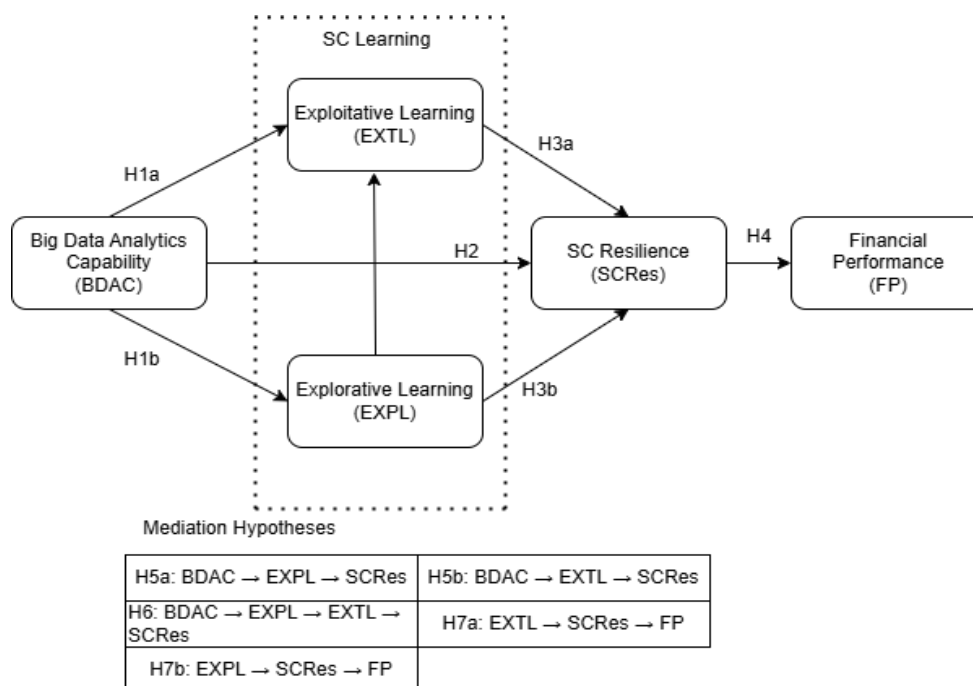 SC Learning
Exploitative Learning
(EXTL)
H1a
H3a
Big Data Analytics
Capability
(BDAC)
H2
SC Resilience
(SCRes)
H4
Financial
Performance
(FP)
H1b
Explorative Learning
(EXPL)
H3b
Mediation Hypotheses
H5a: BDAC → EXPL → SCRes
H5b: BDAC → EXTL → SCRes
H6: BDAC → EXPL → EXTL →
SCRes
H7a: EXTL → SCRes → FP
H7b: EXPL → SCRes → FP